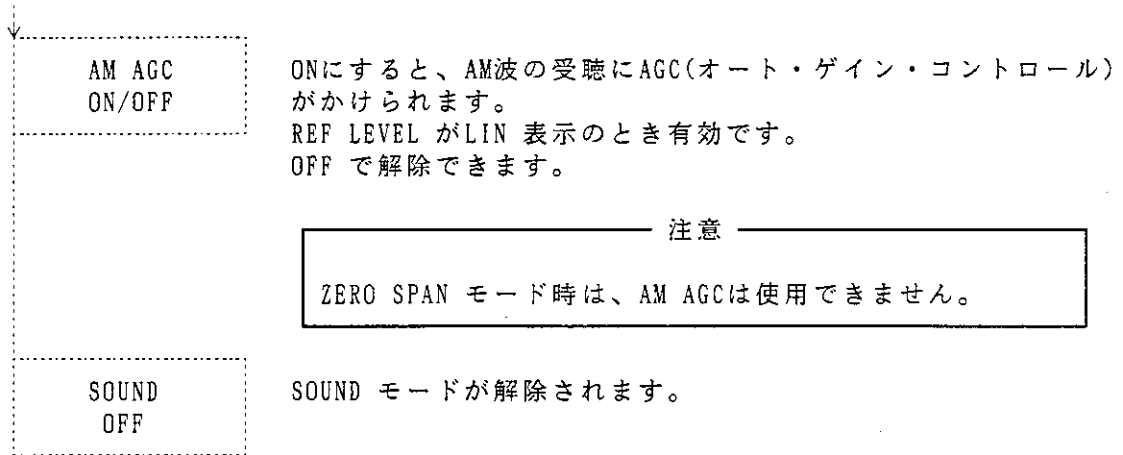 AM AGC
ON/OFF
ONにすると、AM波の受聴にAGC(オート・ゲイン・コントロール)
がかけられます。
REF LEVEL がLIN 表示のとき有効です。
OFF で解除できます。
注意
ZERO SPAN モード時は、AM AGCは使用できません。
SOUND
OFF
SOUND モードが解除されます。